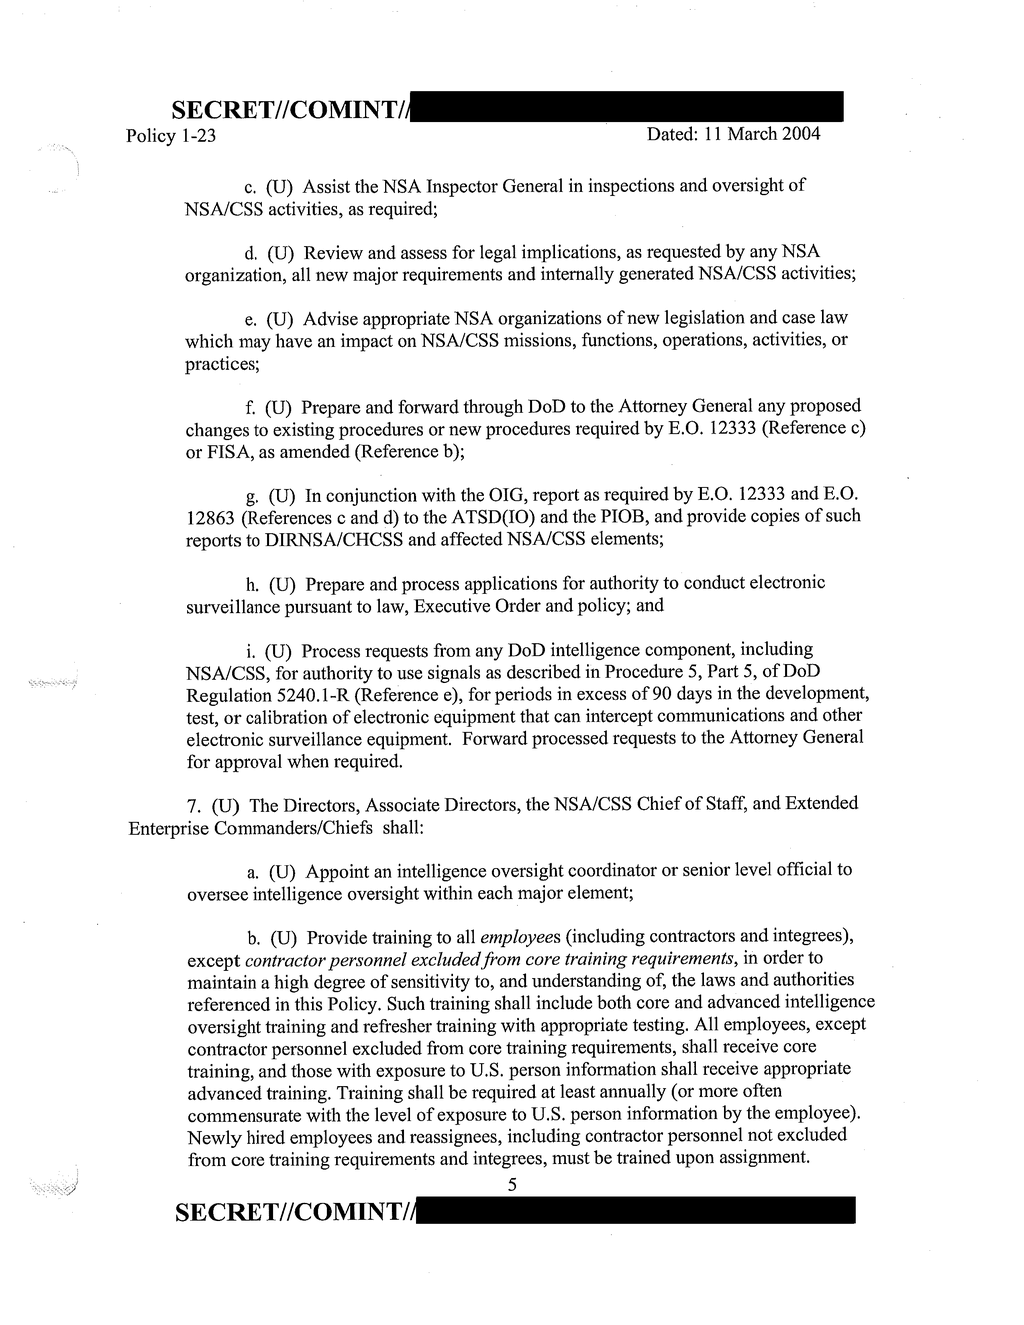 SECRET//COMINT//
Policy 1-23 Dated: 11 March 2004
c. (U) Assist the NSA Inspector General in inspections and oversight of
NSA/CSS activities, as required;
d. (U) Review and assess for legal implications, as requested by any NSA
organization, all new major requirements and internally generated NSA/CSS activities;
e. (U) Advise appropriate NSA organizations of new legislation and case law
which may have an impact on NSA/CSS missions, functions, operations, activities, or
practices;
f. (U) Prepare and forward through DoD to the Attorney General any proposed
changes to existing procedures or new procedures required by E.O. 12333 (Reference c)
or FISA, as amended (Reference b);
g. (U) In conjunction with the OIG, report as required by E.O. 12333 and E.O.
12863 (References c and d) to the ATSD(IO) and the PIOB, and provide copies of such
reports to DIRNSA/CHCSS and affected NSA/CSS elements;
h. (U) Prepare and process applications for authority to conduct electronic
surveillance pursuant to law, Executive Order and policy; and
i. (U) Process requests from any DoD intelligence component, including
NSA/CSS, for authority to use signals as described in Procedure 5, Part 5, of DoD
Regulation 5240.1-R (Reference e), for periods in excess of 90 days in the development,
test, or calibration of electronic equipment that can intercept communications and other
electronic surveillance equipment. Forward processed requests to the Attorney General
for approval when required.
7. (U) The Directors, Associate Directors, the NSA/CSS Chief of Staff, and Extended
Enterprise Commanders/Chiefs shall:
a. (U) Appoint an intelligence oversight coordinator or senior level official to
oversee intelligence oversight within each major element;
b. (U) Provide training to all employees (including contractors and integrees),
except contractor personnel excluded from core training requirements, in order to
maintain a high degree of sensitivity to, and understanding of, the laws and authorities
referenced in this Policy. Such training shall include both core and advanced intelligence
oversight training and refresher training with appropriate testing. All employees, except
contractor personnel excluded from core training requirements, shall receive core
training, and those with exposure to U.S. person information shall receive appropriate
advanced training. Training shall be required at least annually (or more often
commensurate with the level of exposure to U.S. person information by the employee).
Newly hired employees and reassignees, including contractor personnel not excluded
from core training requirements and integrees, must be trained upon assignment.
5
SECRET//COMINT//